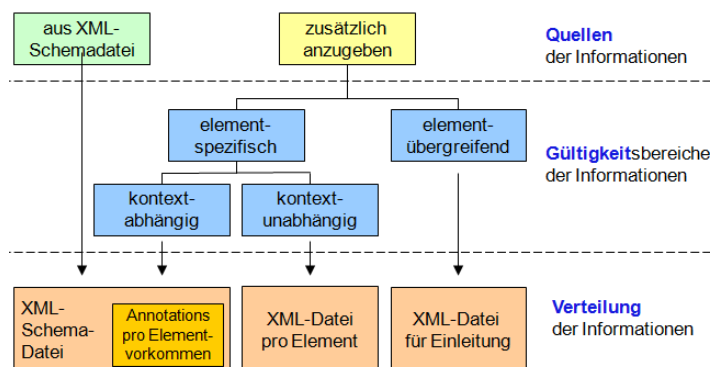 aus XML-
Schemadatei
zusätzlich
anzugeben
Quellen
der Informationen
element-
spezifisch
element-
übergreifend
Gültigkeitsbereiche
der Informationen
kontext-
abhängig
kontext-
unabhängig
XML-
Schema-
Datei
Annotations
pro Element-
vorkommen
XML-Datei
pro Element
XML-Datei
für Einleitung
Verteilung
der Informationen